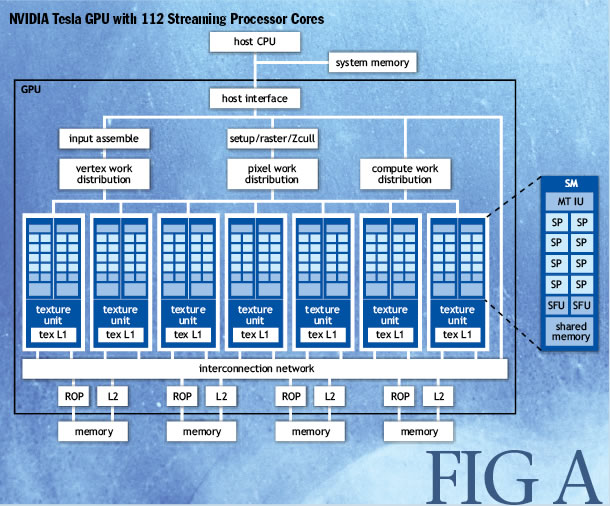 NVIDIA Tesla GPU with 112 Streaming Processor Cores
host CPU
system memory
GPU
host interface
input assemble
setup/raster/Zcull
vertex work
distribution
pixel work
distribution
compute work
distribution
SM
MT IU
SP SP
SP SP
SP SP
SP SP
SFU SFU
shared
memory
texture
unit
tex L1
texture
unit
tex L1
texture
unit
tex L1
texture
unit
tex L1
texture
unit
tex L1
texture
unit
tex L1
texture
unit
tex L1
interconnection network
ROP L2 ROP L2 ROP L2 ROP L2
memory memory memory memory
FIG A